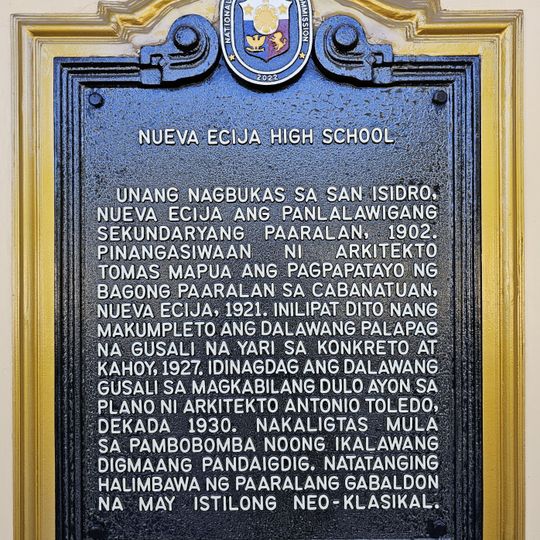 2022
NUEVA ECIJA HIGH SCHOOL
UNANG NAGBUKAS SA SAN ISIDRO,
NUEVA ECIJA ANG PANLALAWIGANG
SEKUNDARYANG PAARALAN, 1902.
PINANGASIWAAN NI ARKITEKTO
TOMAS MAPUA ANG PAGPAPATAYO NG
BAGONG PAARALAN SA CABANATUAN,
NUEVA ECIJA, 1921. INILIPAT DITO NANG
MAKUMPLETO ANG DALAWANG PALAPAG
NA GUSALI NA YARI SA KONKRETO AT
KAHOY, 1927. IDINAGDAG ANG DALAWANG
GUSALI SA MAGKABILANG DULO AYON SA
PLANO NI ARKITEKTO ANTONIO TOLEDO,
DEKADA 1930. NAKALIGTAS MULA
SA PAMBOBOMBA NOONG IKALAWANG
DIGMAANG PANDAIGDIG. NATATANGING
HALIMBAWA NG PAARALANG GABALDON
NA MAY ISTILONG NEO-KLASIKAL.